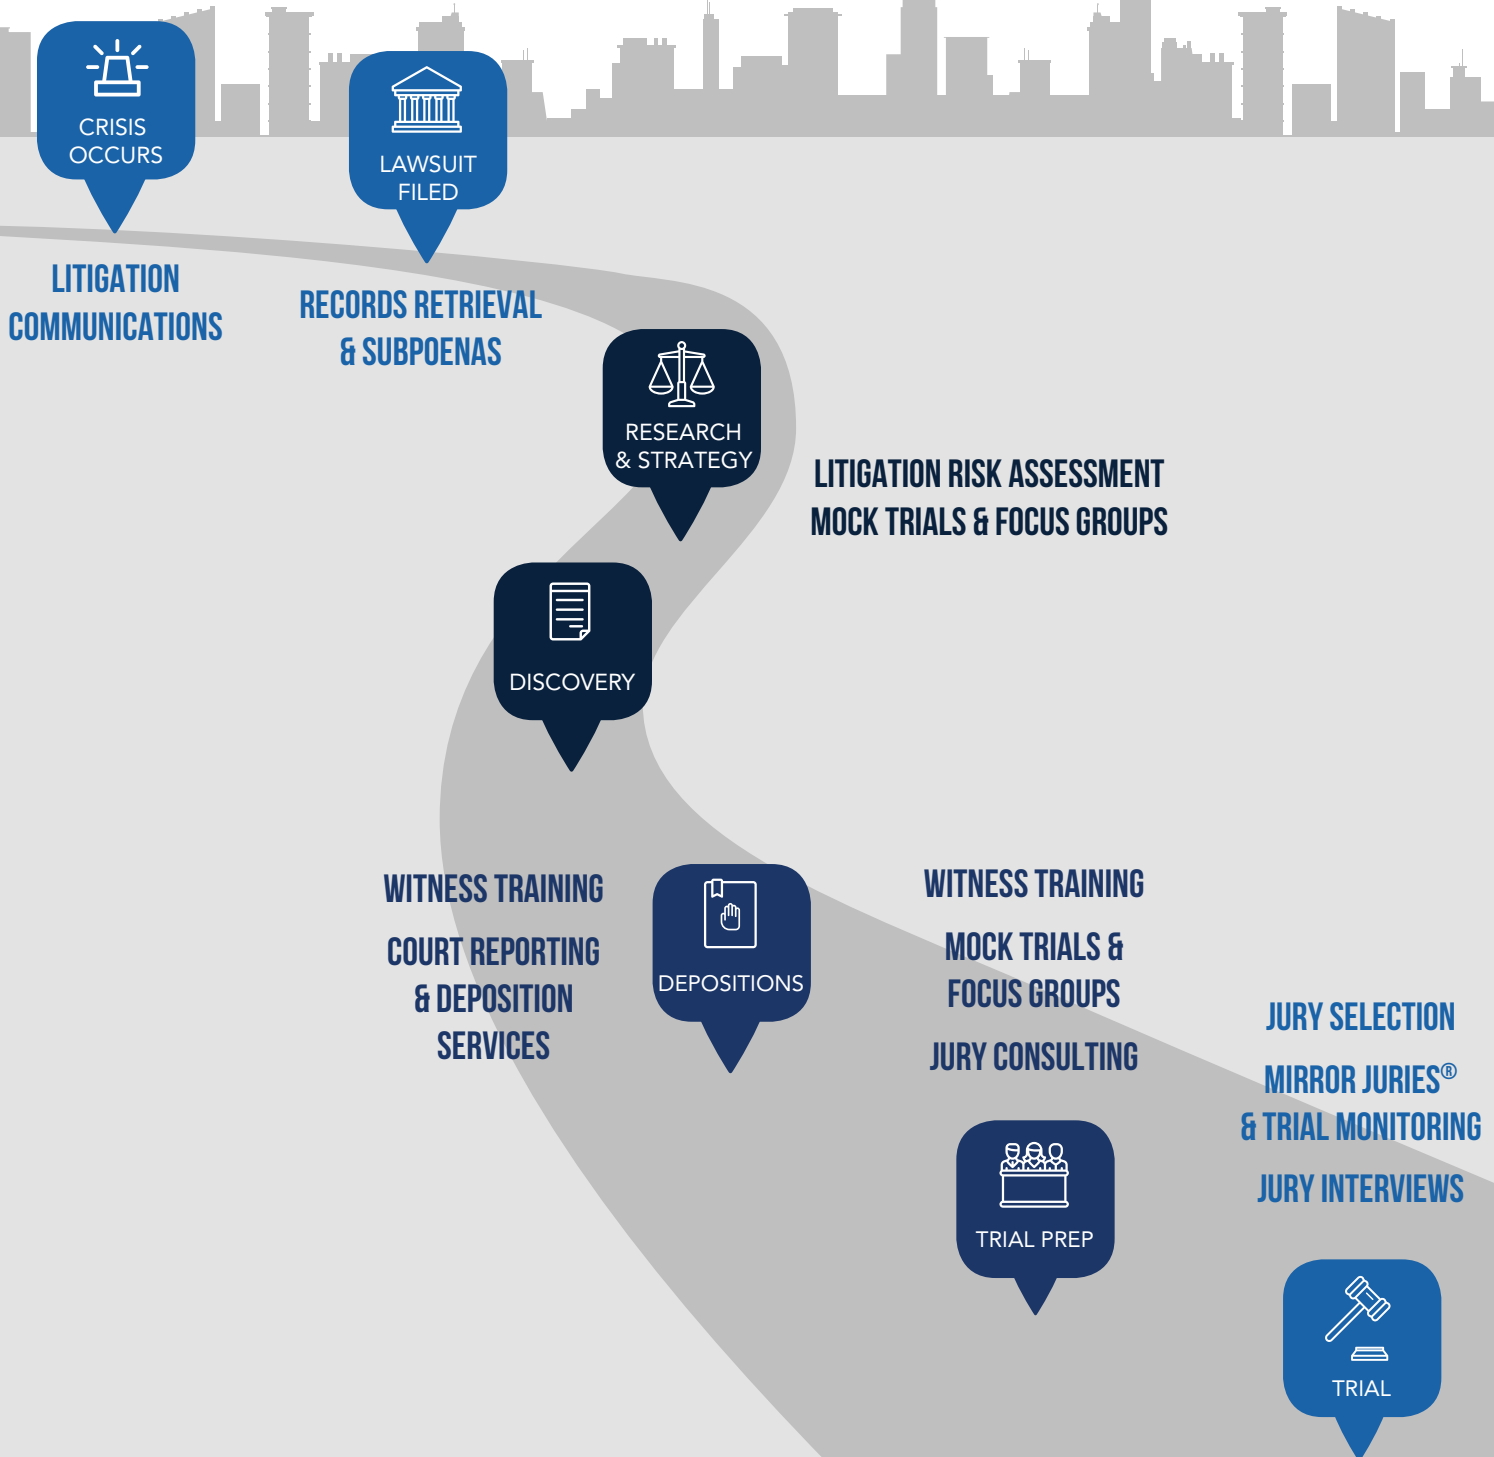 CRISIS
OCCURS
LITIGATION
COMMUNICATIONS
LAWSUIT
FILED
RECORDS RETRIEVAL
& SUBPOENAS
RESEARCH
& STRATEGY
LITIGATION RISK ASSESSMENT
MOCK TRIALS & FOCUS GROUPS
DISCOVERY
WITNESS TRAINING
COURT REPORTING
& DEPOSITION
SERVICES
DEPOSITIONS
WITNESS TRAINING
MOCK TRIALS &
FOCUS GROUPS
JURY CONSULTING
TRIAL PREP
JURY SELECTION
MIRROR JURIES®
& TRIAL MONITORING
JURY INTERVIEWS
TRIAL